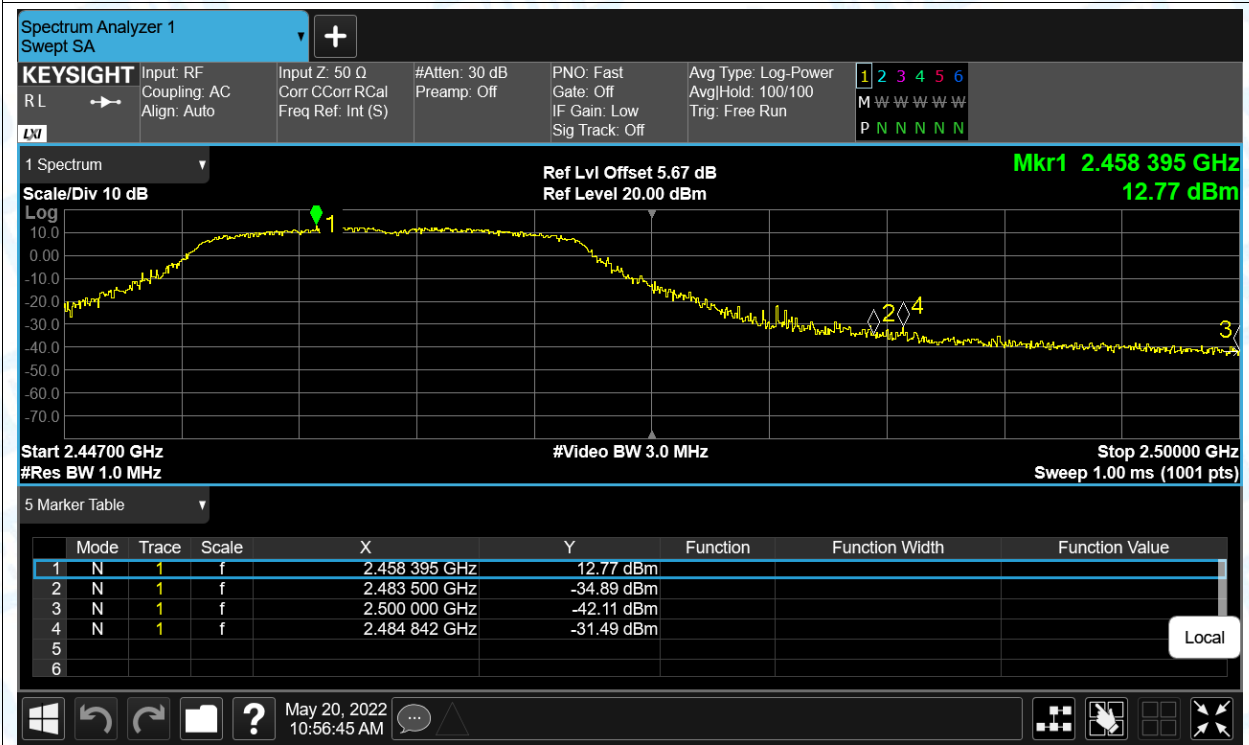 Spectrum Analyzer 1
Swept SA
KEYSIGHT
R L
LXI
Input: RF
Coupling: AC
Align: Auto
Input Z: 50 Ω
Corr CCorr RCal
Freq Ref: Int (S)
#Atten: 30 dB
Preamp: Off
PNO: Fast
Gate: Off
IF Gain: Low
Sig Track: Off
Avg Type: Log-Power
Avg|Hold: 100/100
Trig: Free Run
1 2 3 4 5 6
M W W W W W
P N N N N N
1 Spectrum
Scale/Div 10 dB
Ref Lvl Offset 5.67 dB
Ref Level 20.00 dBm
Mkr1 2.458 395 GHz
12.77 dBm
Log
10.0
0.00
-10.0
-20.0
-30.0
-40.0
-50.0
-60.0
-70.0
1
2
4
3
Start 2.44700 GHz
#Video BW 3.0 MHz
Stop 2.50000 GHz
#Res BW 1.0 MHz
Sweep 1.00 ms (1001 pts)
5 Marker Table
Mode Trace Scale X Y Function Function Width Function Value
1 N 1 f 2.458 395 GHz 12.77 dBm
2 N 1 f 2.483 500 GHz -34.89 dBm
3 N 1 f 2.500 000 GHz -42.11 dBm
4 N 1 f 2.484 842 GHz -31.49 dBm
5
6
Local
?
May 20, 2022
10:56:45 AM